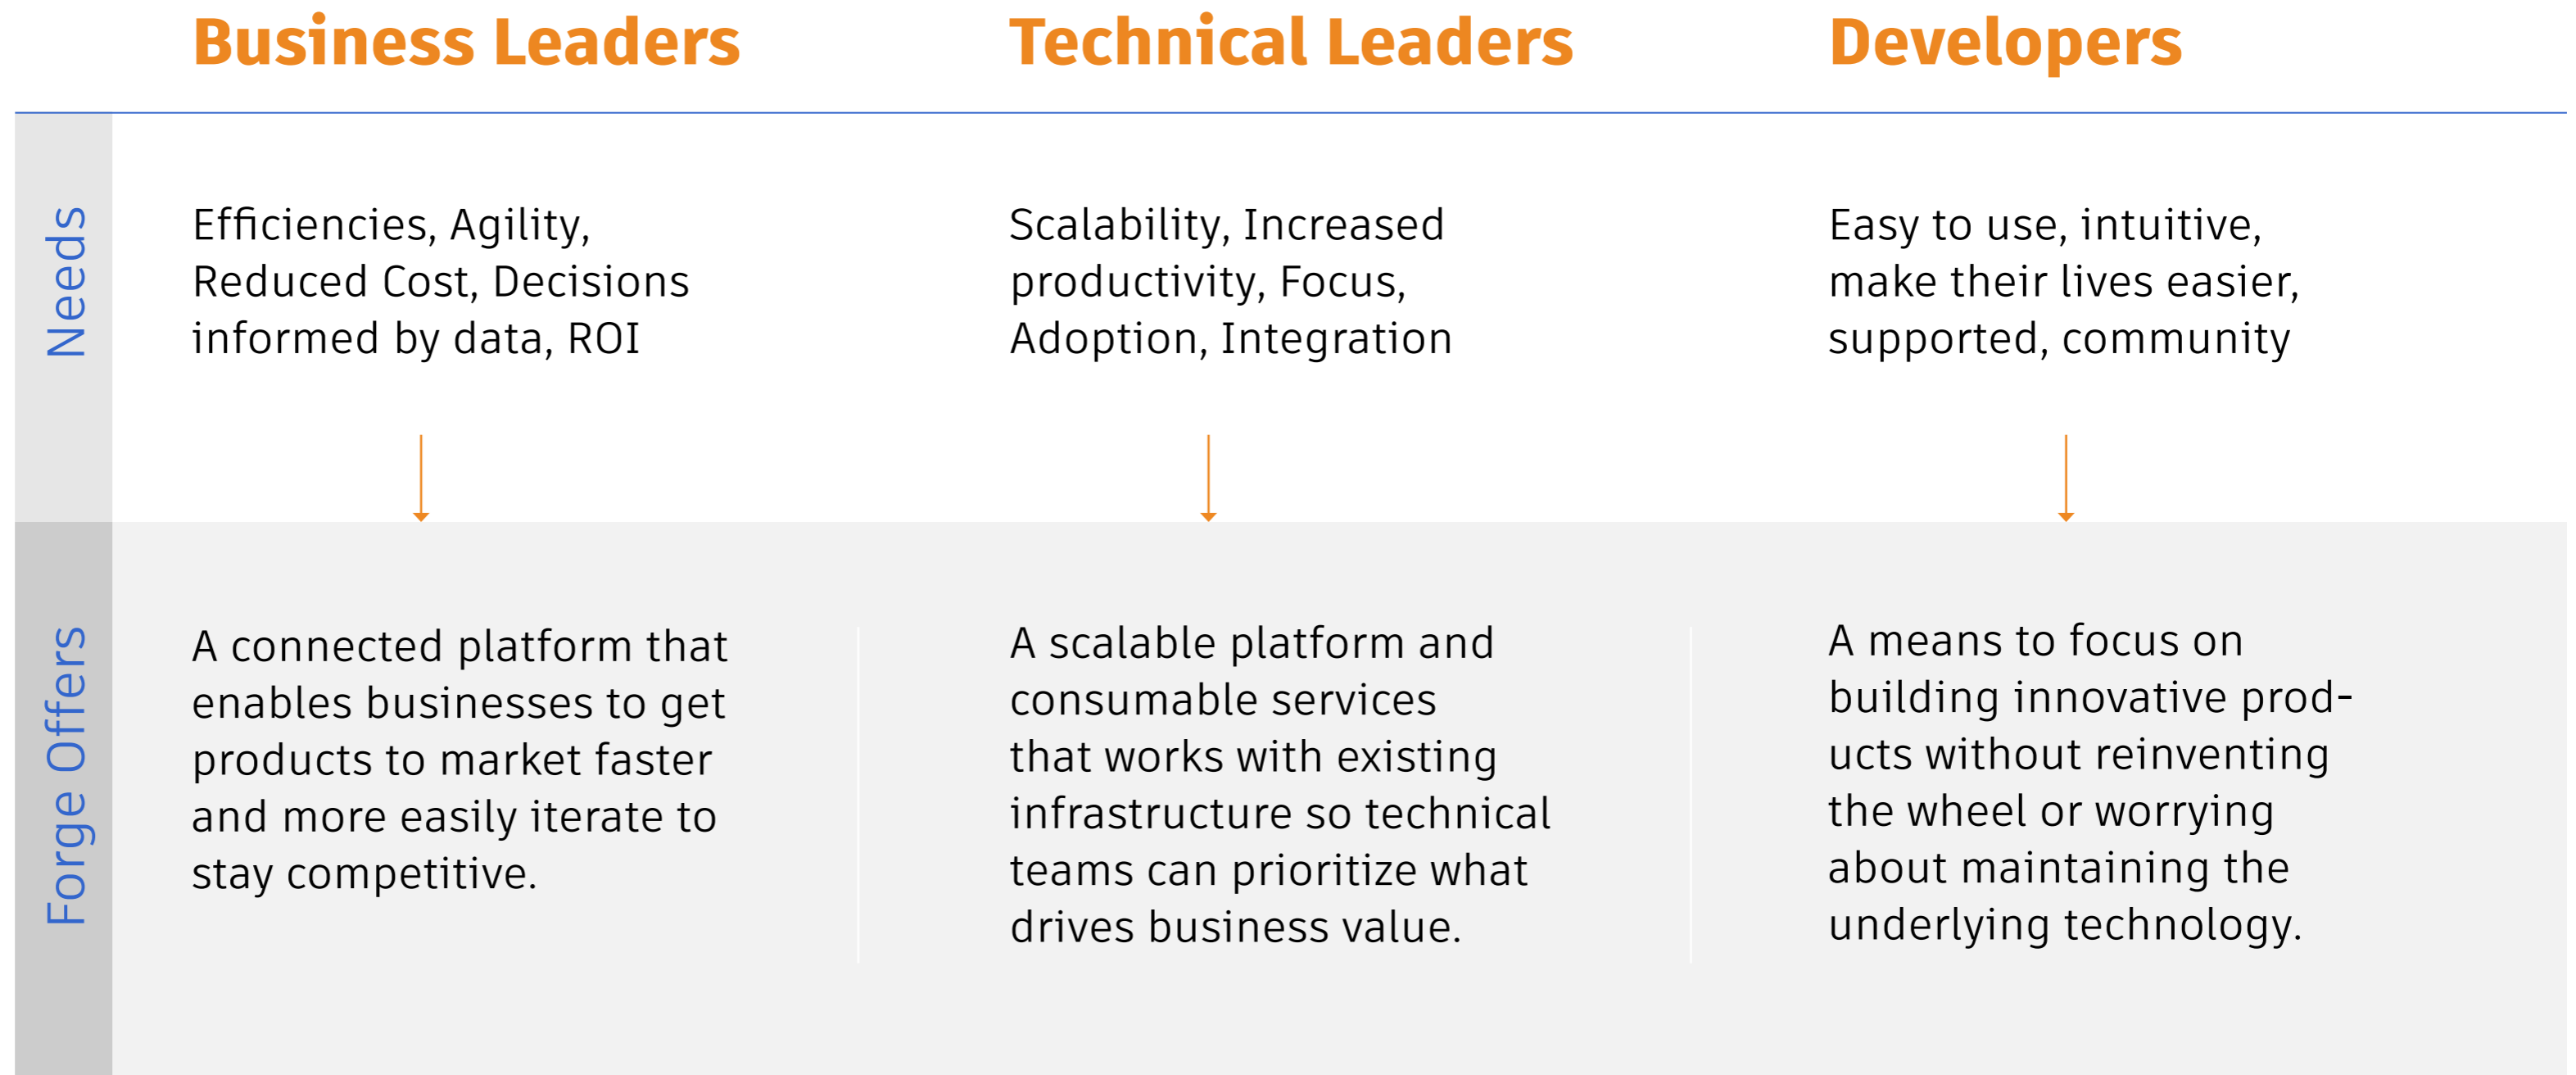 Business Leaders
Technical Leaders
Developers
Needs
Efficiencies, Agility,
Reduced Cost, Decisions
informed by data, ROI
Scalability, Increased
productivity, Focus,
Adoption, Integration
Easy to use, intuitive,
make their lives easier,
supported, community
Forge Offers
A connected platform that
enables businesses to get
products to market faster
and more easily iterate to
stay competitive.
A scalable platform and
consumable services
that works with existing
infrastructure so technical
teams can prioritize what
drives business value.
A means to focus on
building innovative prod-
ucts without reinventing
the wheel or worrying
about maintaining the
underlying technology.